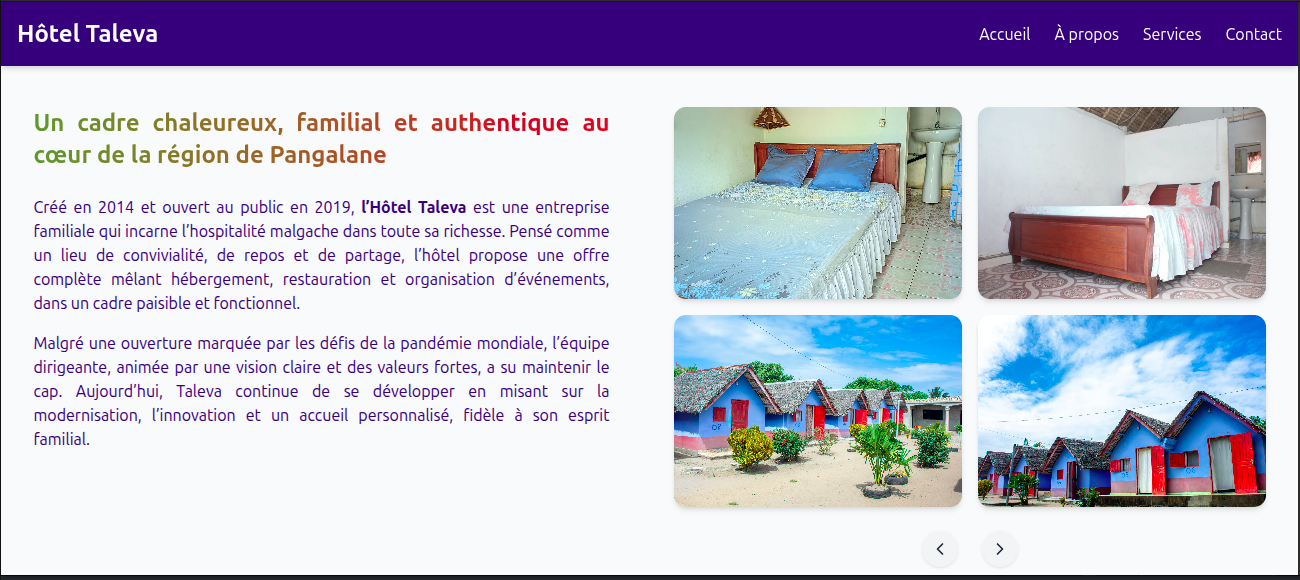 Hôtel Taleva
Accueil À propos Services Contact
Un cadre chaleureux, familial et authentique au
cœur de la région de Pangalane
Créé en 2014 et ouvert au public en 2019, l’Hôtel Taleva est une entreprise
familiale qui incarne l’hospitalité malgache dans toute sa richesse. Pensé comme
un lieu de convivialité, de repos et de partage, l’hôtel propose une offre
complète mêlant hébergement, restauration et organisation d’événements,
dans un cadre paisible et fonctionnel.
Malgré une ouverture marquée par les défis de la pandémie mondiale, l’équipe
dirigeante, animée par une vision claire et des valeurs fortes, a su maintenir le
cap. Aujourd’hui, Taleva continue de se développer en misant sur la
modernisation, l’innovation et un accueil personnalisé, fidèle à son esprit
familial.